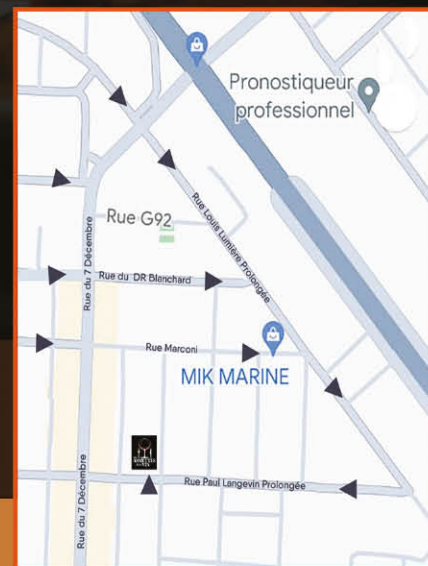 Pronostiqueur
professionnel
Rue G92
Rue Louis Lumière Prolongée
Rue du 7 Décembre
Rue du DR Blanchard
Rue Marconi
MIK MARINE
Rue du 7 Décembre
Rue Paul Langevin Prolongée